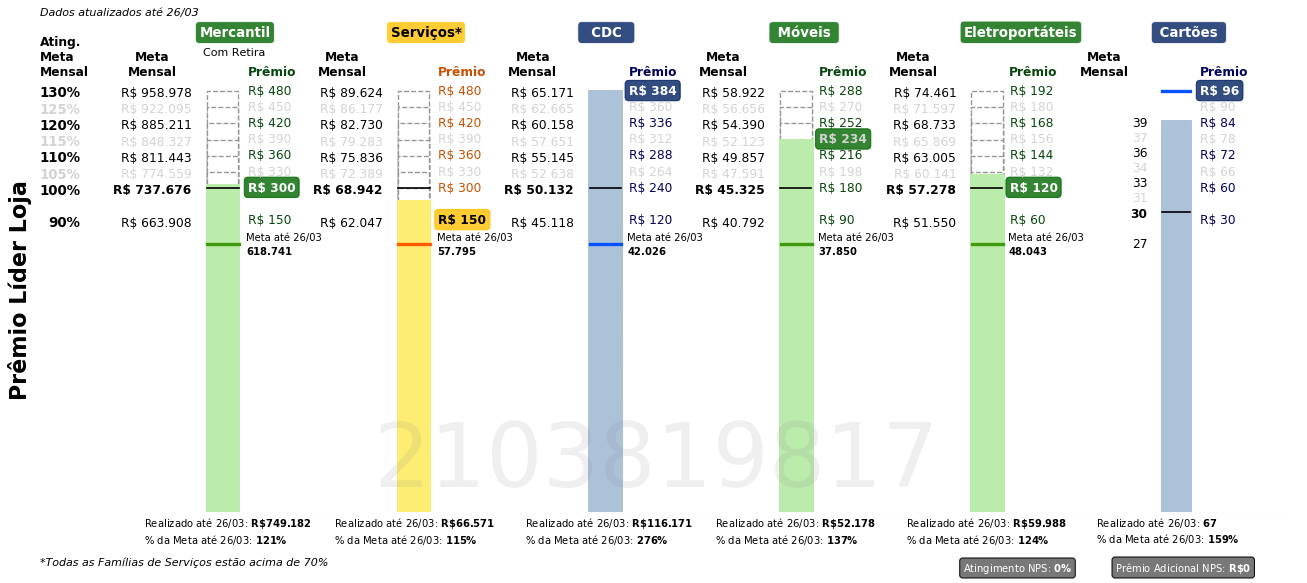 Dados atualizados até 26/03
Mercantil Serviços* CDC Móveis Eletroportáteis Cartões
Com Retira
Ating. Meta Mensal
Meta Mensal Prêmio Meta Mensal Prêmio Meta Mensal Prêmio Meta Mensal Prêmio Meta Mensal Prêmio Meta Mensal Prêmio
130% R$ 958.978 R$ 480 R$ 89.624 R$ 480 R$ 65.171 R$ 384 R$ 58.922 R$ 288 R$ 74.461 R$ 192 R$ 96
125% R$ 922.095 R$ 450 R$ 86.177 R$ 450 R$ 62.665 R$ 360 R$ 56.656 R$ 270 R$ 71.597 R$ 180 R$ 90
120% R$ 885.211 R$ 420 R$ 82.730 R$ 420 R$ 60.158 R$ 336 R$ 54.390 R$ 252 R$ 68.733 R$ 168 39 R$ 84
115% R$ 848.327 R$ 390 R$ 79.283 R$ 390 R$ 57.651 R$ 312 R$ 52.123 R$ 234 R$ 65.869 R$ 156 37 R$ 78
110% R$ 811.443 R$ 360 R$ 75.836 R$ 360 R$ 55.145 R$ 288 R$ 49.857 R$ 216 R$ 63.005 R$ 144 36 R$ 72
105% R$ 774.559 R$ 330 R$ 72.389 R$ 330 R$ 52.638 R$ 264 R$ 47.591 R$ 198 R$ 60.141 R$ 132 34 R$ 66
100% R$ 737.676 R$ 300 R$ 68.942 R$ 300 R$ 50.132 R$ 240 R$ 45.325 R$ 180 R$ 57.278 R$ 120 33 R$ 60
31
90% R$ 663.908 R$ 150 R$ 62.047 R$ 150 R$ 45.118 R$ 120 R$ 40.792 R$ 90 R$ 51.550 R$ 60 30 R$ 30
Meta até 26/03 Meta até 26/03 Meta até 26/03 Meta até 26/03 Meta até 26/03
618.741 57.795 42.026 37.850 48.043 27
Prêmio Líder Loja
2103819817
Realizado até 26/03: R$749.182 Realizado até 26/03: R$66.571 Realizado até 26/03: R$116.171 Realizado até 26/03: R$52.178 Realizado até 26/03: R$59.988 Realizado até 26/03: 67
% da Meta até 26/03: 121% % da Meta até 26/03: 115% % da Meta até 26/03: 276% % da Meta até 26/03: 137% % da Meta até 26/03: 124% % da Meta até 26/03: 159%
*Todas as Famílias de Serviços estão acima de 70% Atingimento NPS: 0% Prêmio Adicional NPS: R$0